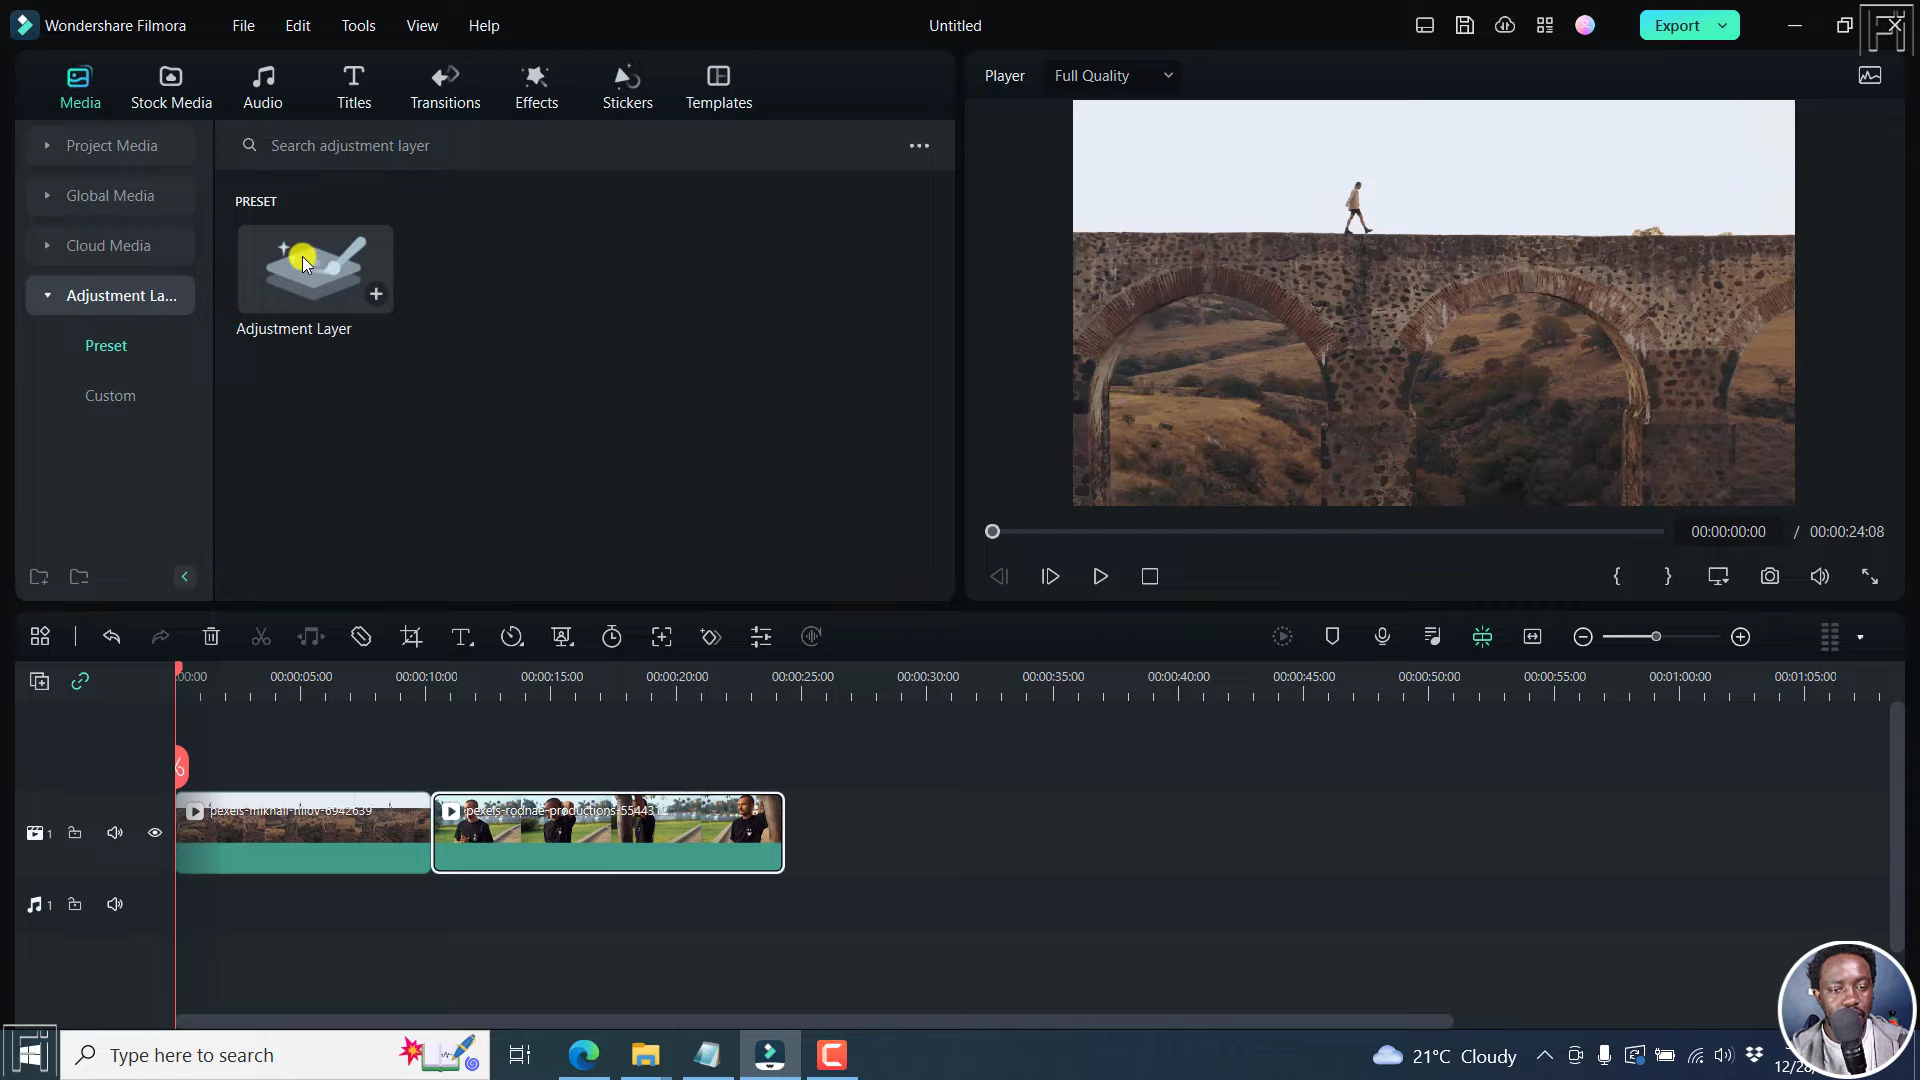 Wondershare Filmora
File
Edit
Tools
View
Help
Untitled
Export
Media
Stock Media
Audio
Titles
Transitions
Effects
Stickers
Templates
Player
Full Quality
Project Media
Global Media
Cloud Media
Adjustment La...
Preset
Custom
Search adjustment layer
PRESET
Adjustment Layer
00:00:00:00 / 00:00:24:08
:00:00
00:00:05:00
00:00:10:00
00:00:15:00
00:00:20:00
00:00:25:00
00:00:30:00
00:00:35:00
00:00:40:00
00:00:45:00
00:00:50:00
00:00:55:00
00:01:00:00
00:01:05:00
pexels-mikhail-nilov-6942639
pexels-rodnae-productions-5544312
1
1
Type here to search
21°C Cloudy